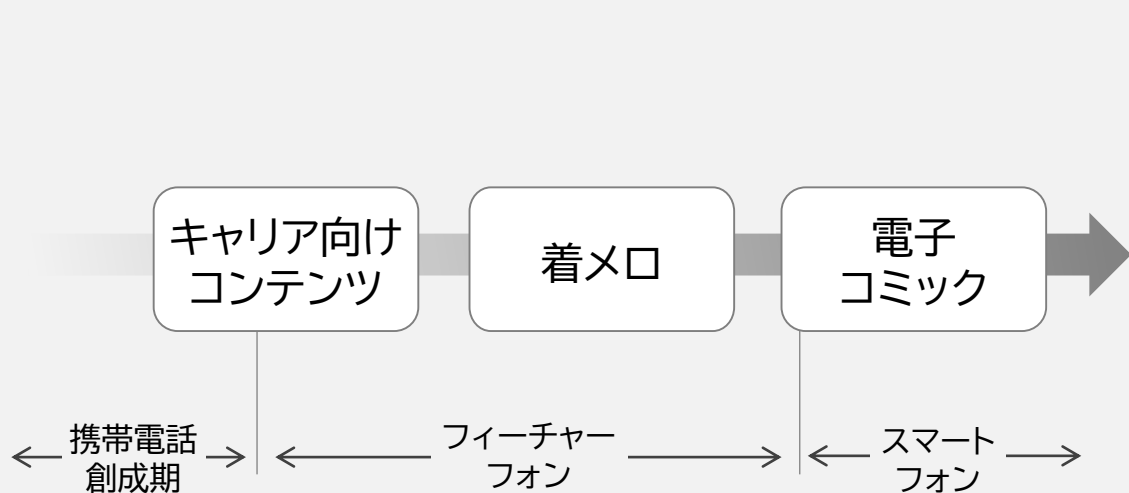 キャリア向け
コンテンツ
着メロ
電子
コミック
携帯電話
創成期
フィーチャー
フォン
スマート
フォン